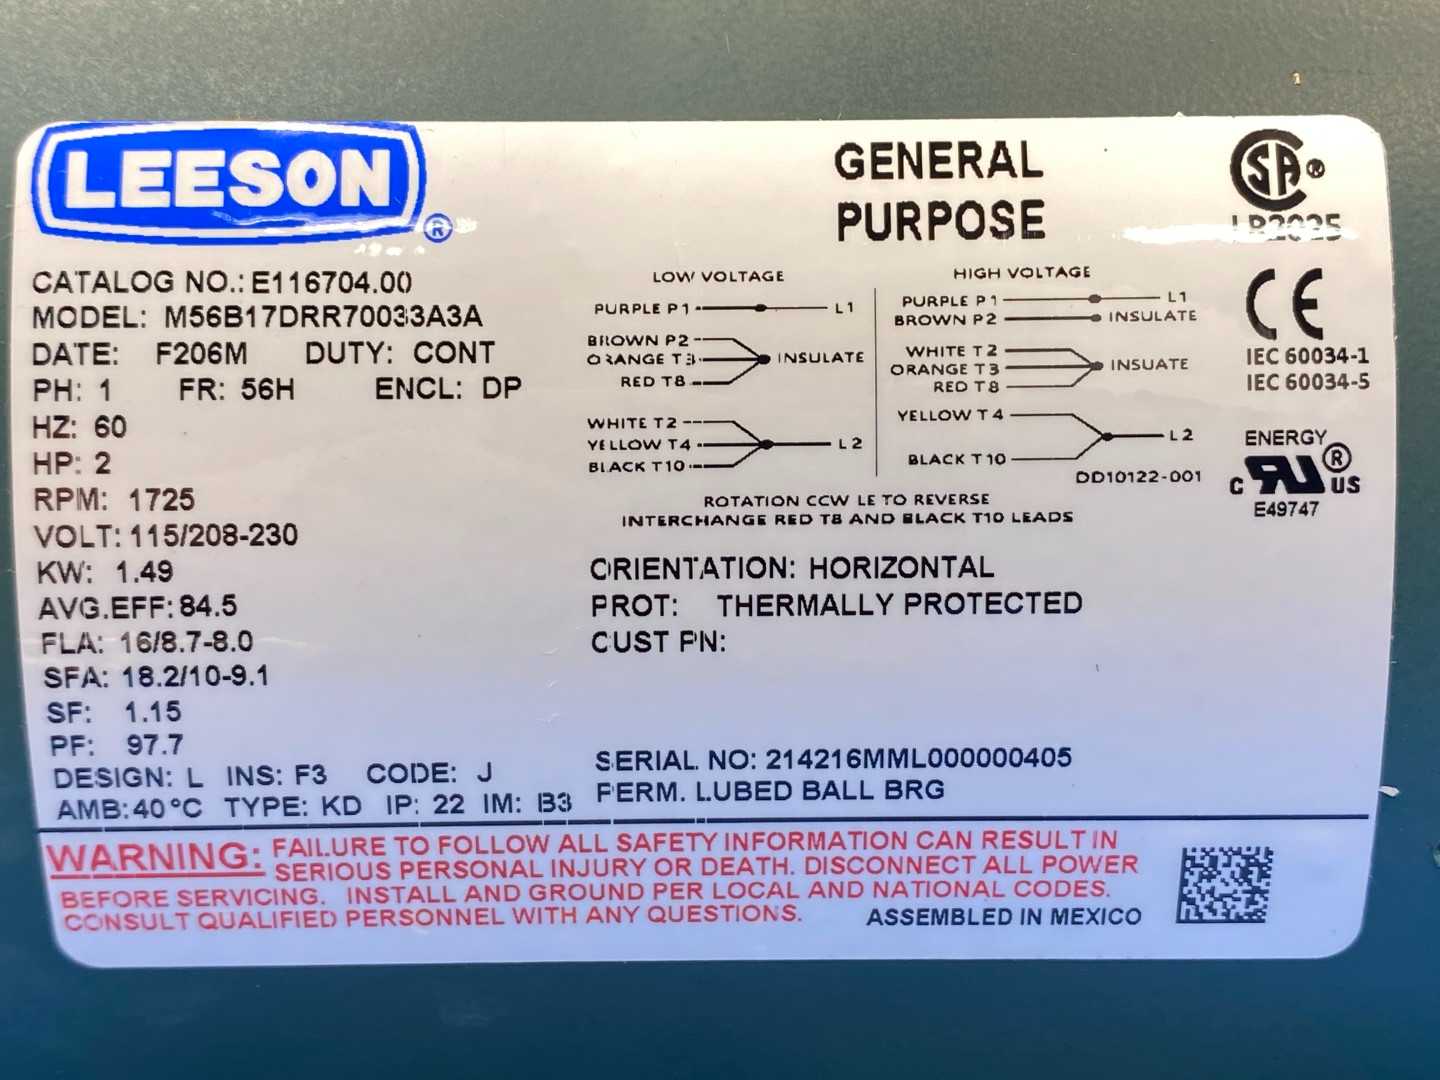 LEESON®
GENERAL
PURPOSE
CSA®
LR2025
CATALOG NO.: E116704.00
MODEL: M56B17DRR70033A3A
DATE: F206M DUTY: CONT
PH: 1 FR: 56H ENCL: DP
HZ: 60
HP: 2
RPM: 1725
VOLT: 115/208-230
KW: 1.49
AVG.EFF: 84.5
FLA: 16/8.7-8.0
SFA: 18.2/10-9.1
SF: 1.15
PF: 97.7
DESIGN: L INS: F3 CODE: J
AMB: 40°C TYPE: KD IP: 22 IM: B3
LOW VOLTAGE
PURPLE P1 L1
BROWN P2
ORANGE T3 INSULATE
RED T8
WHITE T2
YELLOW T4 L2
BLACK T10
HIGH VOLTAGE
PURPLE P1 L1
BROWN P2 INSULATE
WHITE T2
ORANGE T3 INSUATE
RED T8
YELLOW T4
L2
BLACK T10
DD10122-001
ROTATION CCW LE TO REVERSE
INTERCHANGE RED T8 AND BLACK T10 LEADS
CE
IEC 60034-1
IEC 60034-5
ENERGY
c RU® US
E49747
ORIENTATION: HORIZONTAL
PROT: THERMALLY PROTECTED
CUST PN:
SERIAL NO: 214216MML000000405
PERM. LUBED BALL BRG
WARNING: FAILURE TO FOLLOW ALL SAFETY INFORMATION CAN RESULT IN
SERIOUS PERSONAL INJURY OR DEATH. DISCONNECT ALL POWER
BEFORE SERVICING. INSTALL AND GROUND PER LOCAL AND NATIONAL CODES.
CONSULT QUALIFIED PERSONNEL WITH ANY QUESTIONS. ASSEMBLED IN MEXICO